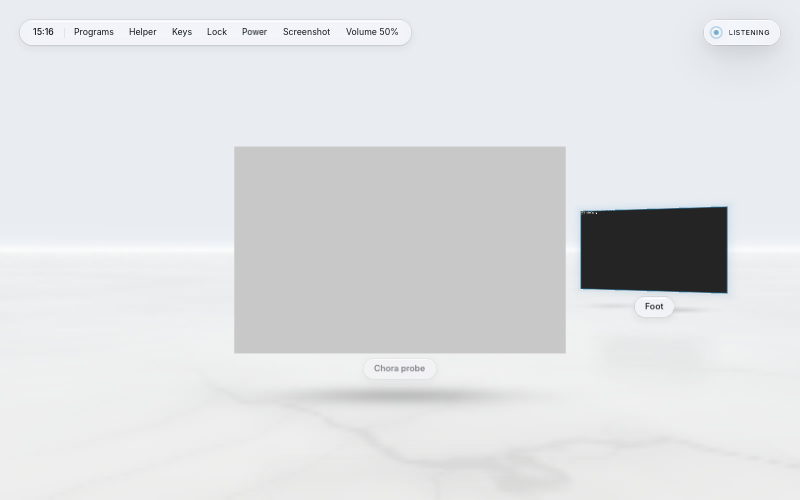 15:16 Programs Helper Keys Lock Power Screenshot Volume 50%
LISTENING
Foot
Chora probe